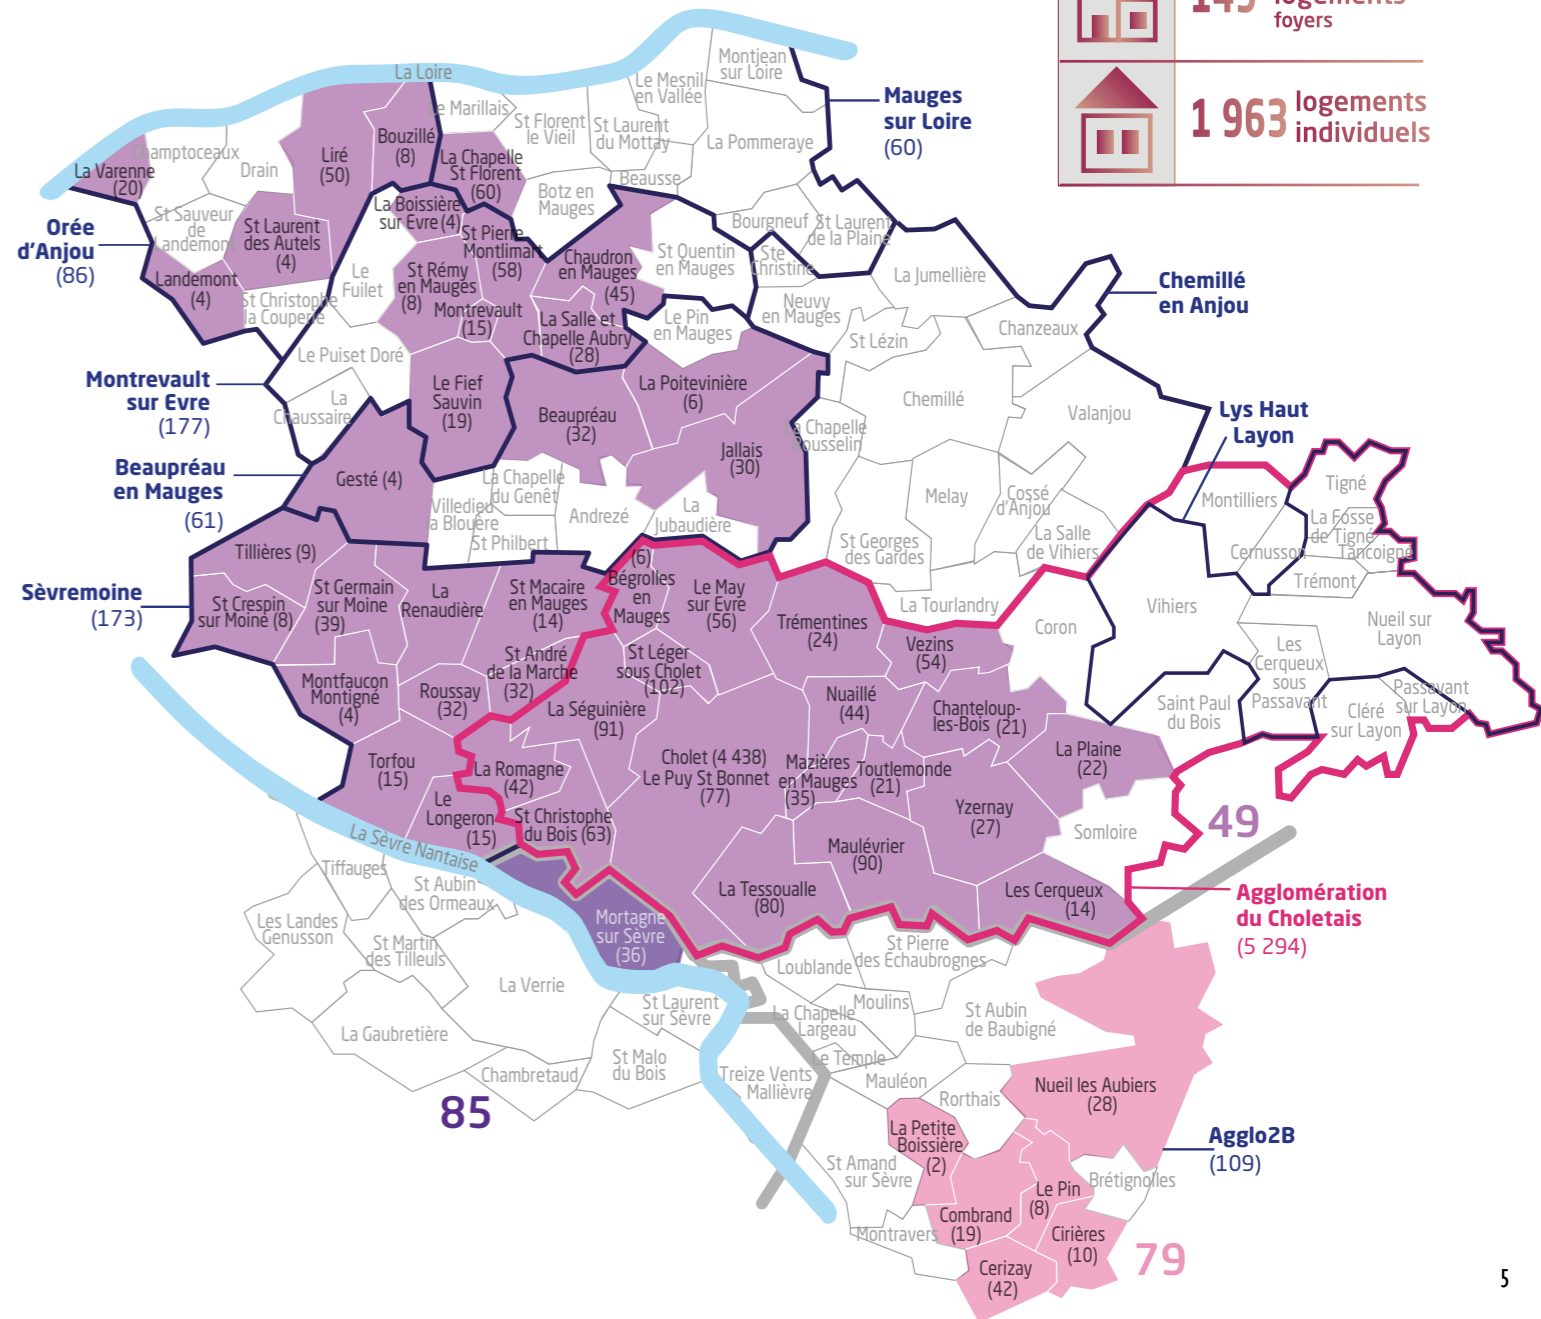 149 logements
foyers
1 963 logements
individuels
La Loire
Montjean
sur Loire
Le Mesnil
en Vallée
Le Marillais
St Florent
le Vieil
St Laurent
du Mottay
La Pommeraye
Mauges
sur Loire
(60)
Champtoceaux
Drain
Liré
(50)
Bouzillé
(8)
La Chapelle
St Florent
(60)
La Varenne
(20)
Botz en
Mauges
Beausse
Bourgneuf
St Laurent
de la Plaine
St Sauveur
de
Landemont
St Laurent
des Autels
(4)
La Boissière
sur Evre (4)
St Pierre
Montlimart
(58)
Orée
d'Anjou
(86)
Landemont
(4)
St Christophe
la Couperie
Le
Fuilet
St Rémy
en Mauges
(8)
Chaudron
en Mauges
(45)
St Quentin
en Mauges
Ste
Christine
La Jumellière
Chemillé
en Anjou
Montrevault
(15)
La Salle et
Chapelle Aubry
(28)
Le Pin
en Mauges
Neuvy
en Mauges
St Lézin
Chanzeaux
Le Puiset Doré
Montrevault
sur Evre
(177)
La
Chaussaire
Le Fief
Sauvin
(19)
Beaupréau
(32)
La Poitevinière
(6)
Chemillé
Valanjou
Lys Haut
Layon
La Chapelle
Rousselin
Jallais
(30)
Beaupréau
en Mauges
(61)
Gesté (4)
La Chapelle
du Genêt
Villedieu
la Blouère
St Philbert
Andrezé
La
Jubaudière
Melay
Cossé
d'Anjou
La Salle
de Vihiers
St Georges
des Gardes
Montilliers
Tigné
La Fosse
de Tigné
Tancoigné
Cernusson
Trémont
Tillières (9)
Sèvremoine
(173)
St Crespin
sur Moine (8)
St Germain
sur Moine
(39)
La
Renaudière
St Macaire
en Mauges
(14)
(6)
Bégrolles
en
Mauges
Le May
sur Evre
(56)
Trémentines
(24)
La Tourlandry
Coron
Vihiers
Nueil sur
Layon
Vezins
(54)
Les
Cerqueux
sous
Passavant
Montfaucon
Montigné
(4)
Roussay
(32)
St André
de la Marche
(32)
St Léger
sous Cholet
(102)
La Séguinière
(91)
Nuaillé
(44)
Chanteloup-
les-Bois (21)
Saint Paul
du Bois
Passavant
sur Layon
Cléré
sur Layon
La Plaine
(22)
Torfou
(15)
La Romagne
(42)
Cholet (4 438)
Le Puy St Bonnet
(77)
Mazières
en Mauges
(35)
Toutlemonde
(21)
Le
Longeron
(15)
St Christophe
du Bois (63)
Yzernay
(27)
Somloire
49
La Sèvre Nantaise
Maulévrier
(90)
Tiffauges
St Aubin
des Ormeaux
La Tessoualle
(80)
Les Cerqueux
(14)
Agglomération
du Choletais
(5 294)
Les Landes
Genusson
St Martin
des Tilleuls
Mortagne
sur Sèvre
(36)
La Verrie
Loublande
St Pierre
des Echaubrognes
St Laurent
sur Sèvre
La Chapelle
Largeau
Moulins
St Aubin
de Baubigné
La Gaubretière
Chambretaud
St Malo
du Bois
Treize Vents
Mallièvre
Le Temple
Mauléon
Rorthais
Nueil les Aubiers
(28)
85
La Petite
Boissière
(2)
Agglo2B
(109)
St Amand
sur Sèvre
Brétignolles
Le Pin
(8)
Combrand
(19)
Montravers
Cirières
(10)
79
Cerizay
(42)
5